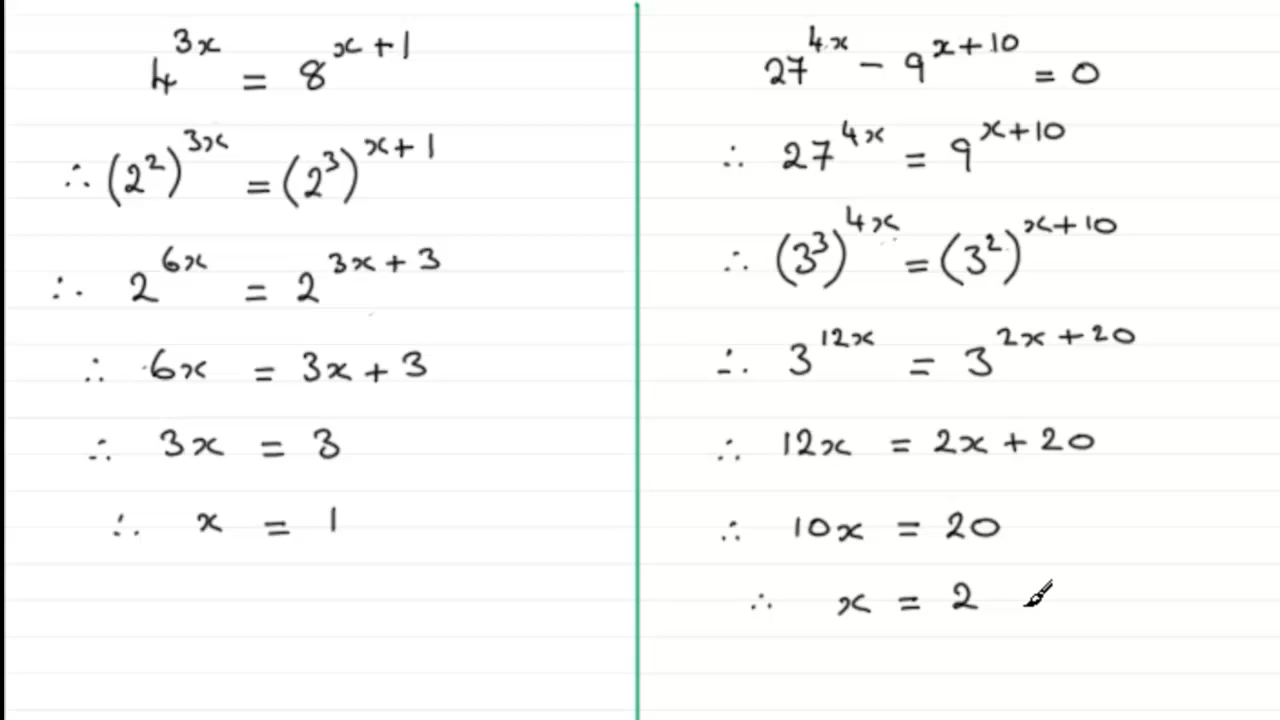 4^{3x} = 8^{x+1}
∴ (2^2)^{3x} = (2^3)^{x+1}
∴ 2^{6x} = 2^{3x+3}
∴ 6x = 3x + 3
∴ 3x = 3
∴ x = 1
27^{4x} - 9^{x+10} = 0
∴ 27^{4x} = 9^{x+10}
∴ (3^3)^{4x} = (3^2)^{x+10}
∴ 3^{12x} = 3^{2x+20}
∴ 12x = 2x + 20
∴ 10x = 20
∴ x = 2